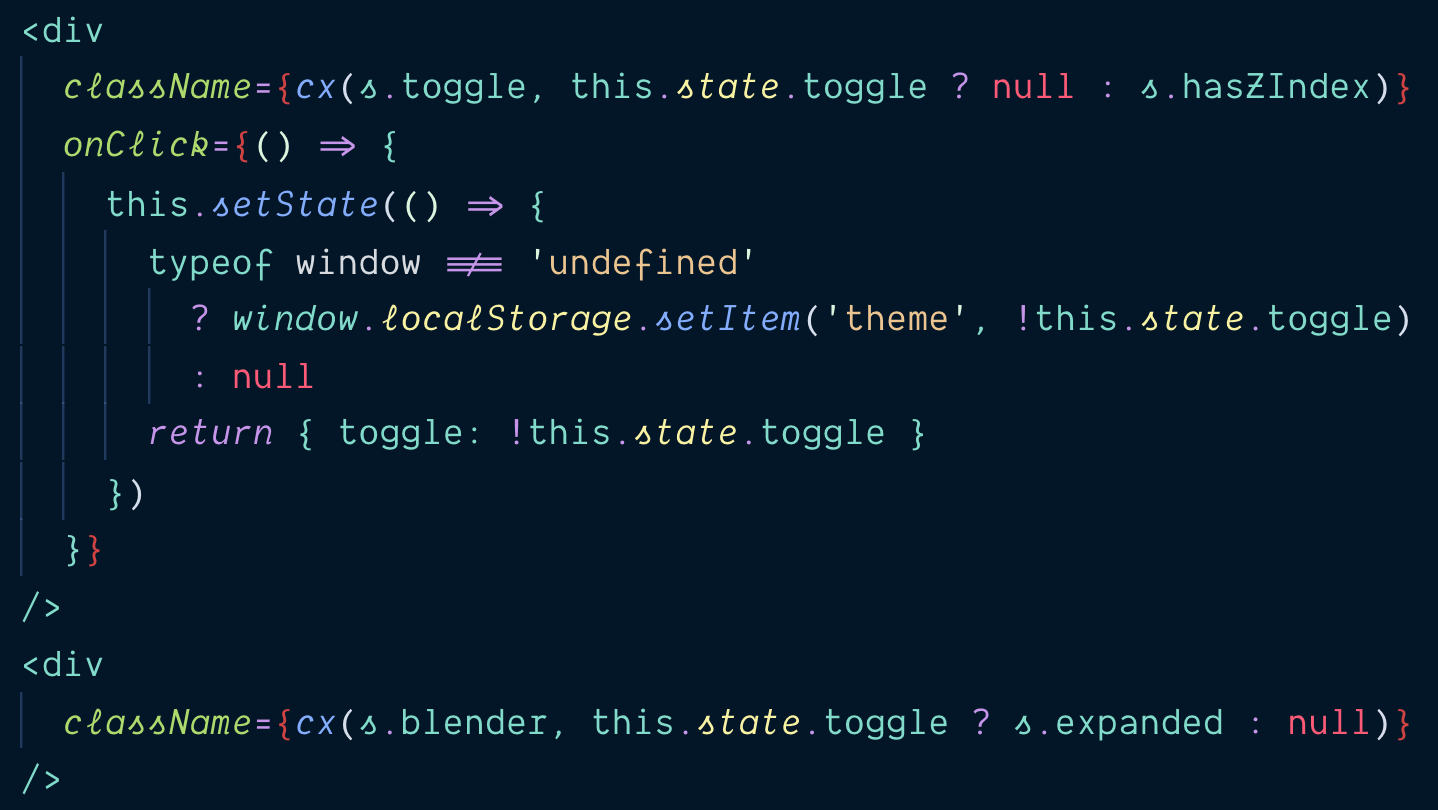 <div
  className={cx(s.toggle, this.state.toggle ? null : s.hasZIndex)}
  onClick={() => {
    this.setState(() => {
      typeof window !== 'undefined'
        ? window.localStorage.setItem('theme', !this.state.toggle)
        : null
      return { toggle: !this.state.toggle }
    })
  }}
/>
<div
  className={cx(s.blender, this.state.toggle ? s.expanded : null)}
/>